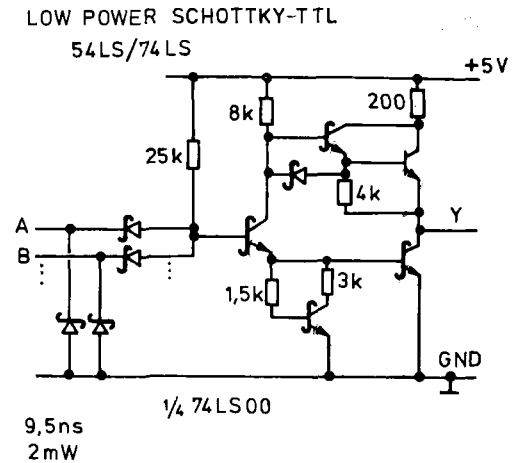 LOW POWER SCHOTTKY-TTL
54LS/74LS
+5V
8k
200
25k
4k
A
Y
B
1,5k
3k
GND
1/4 74LS00
9,5ns
2mW